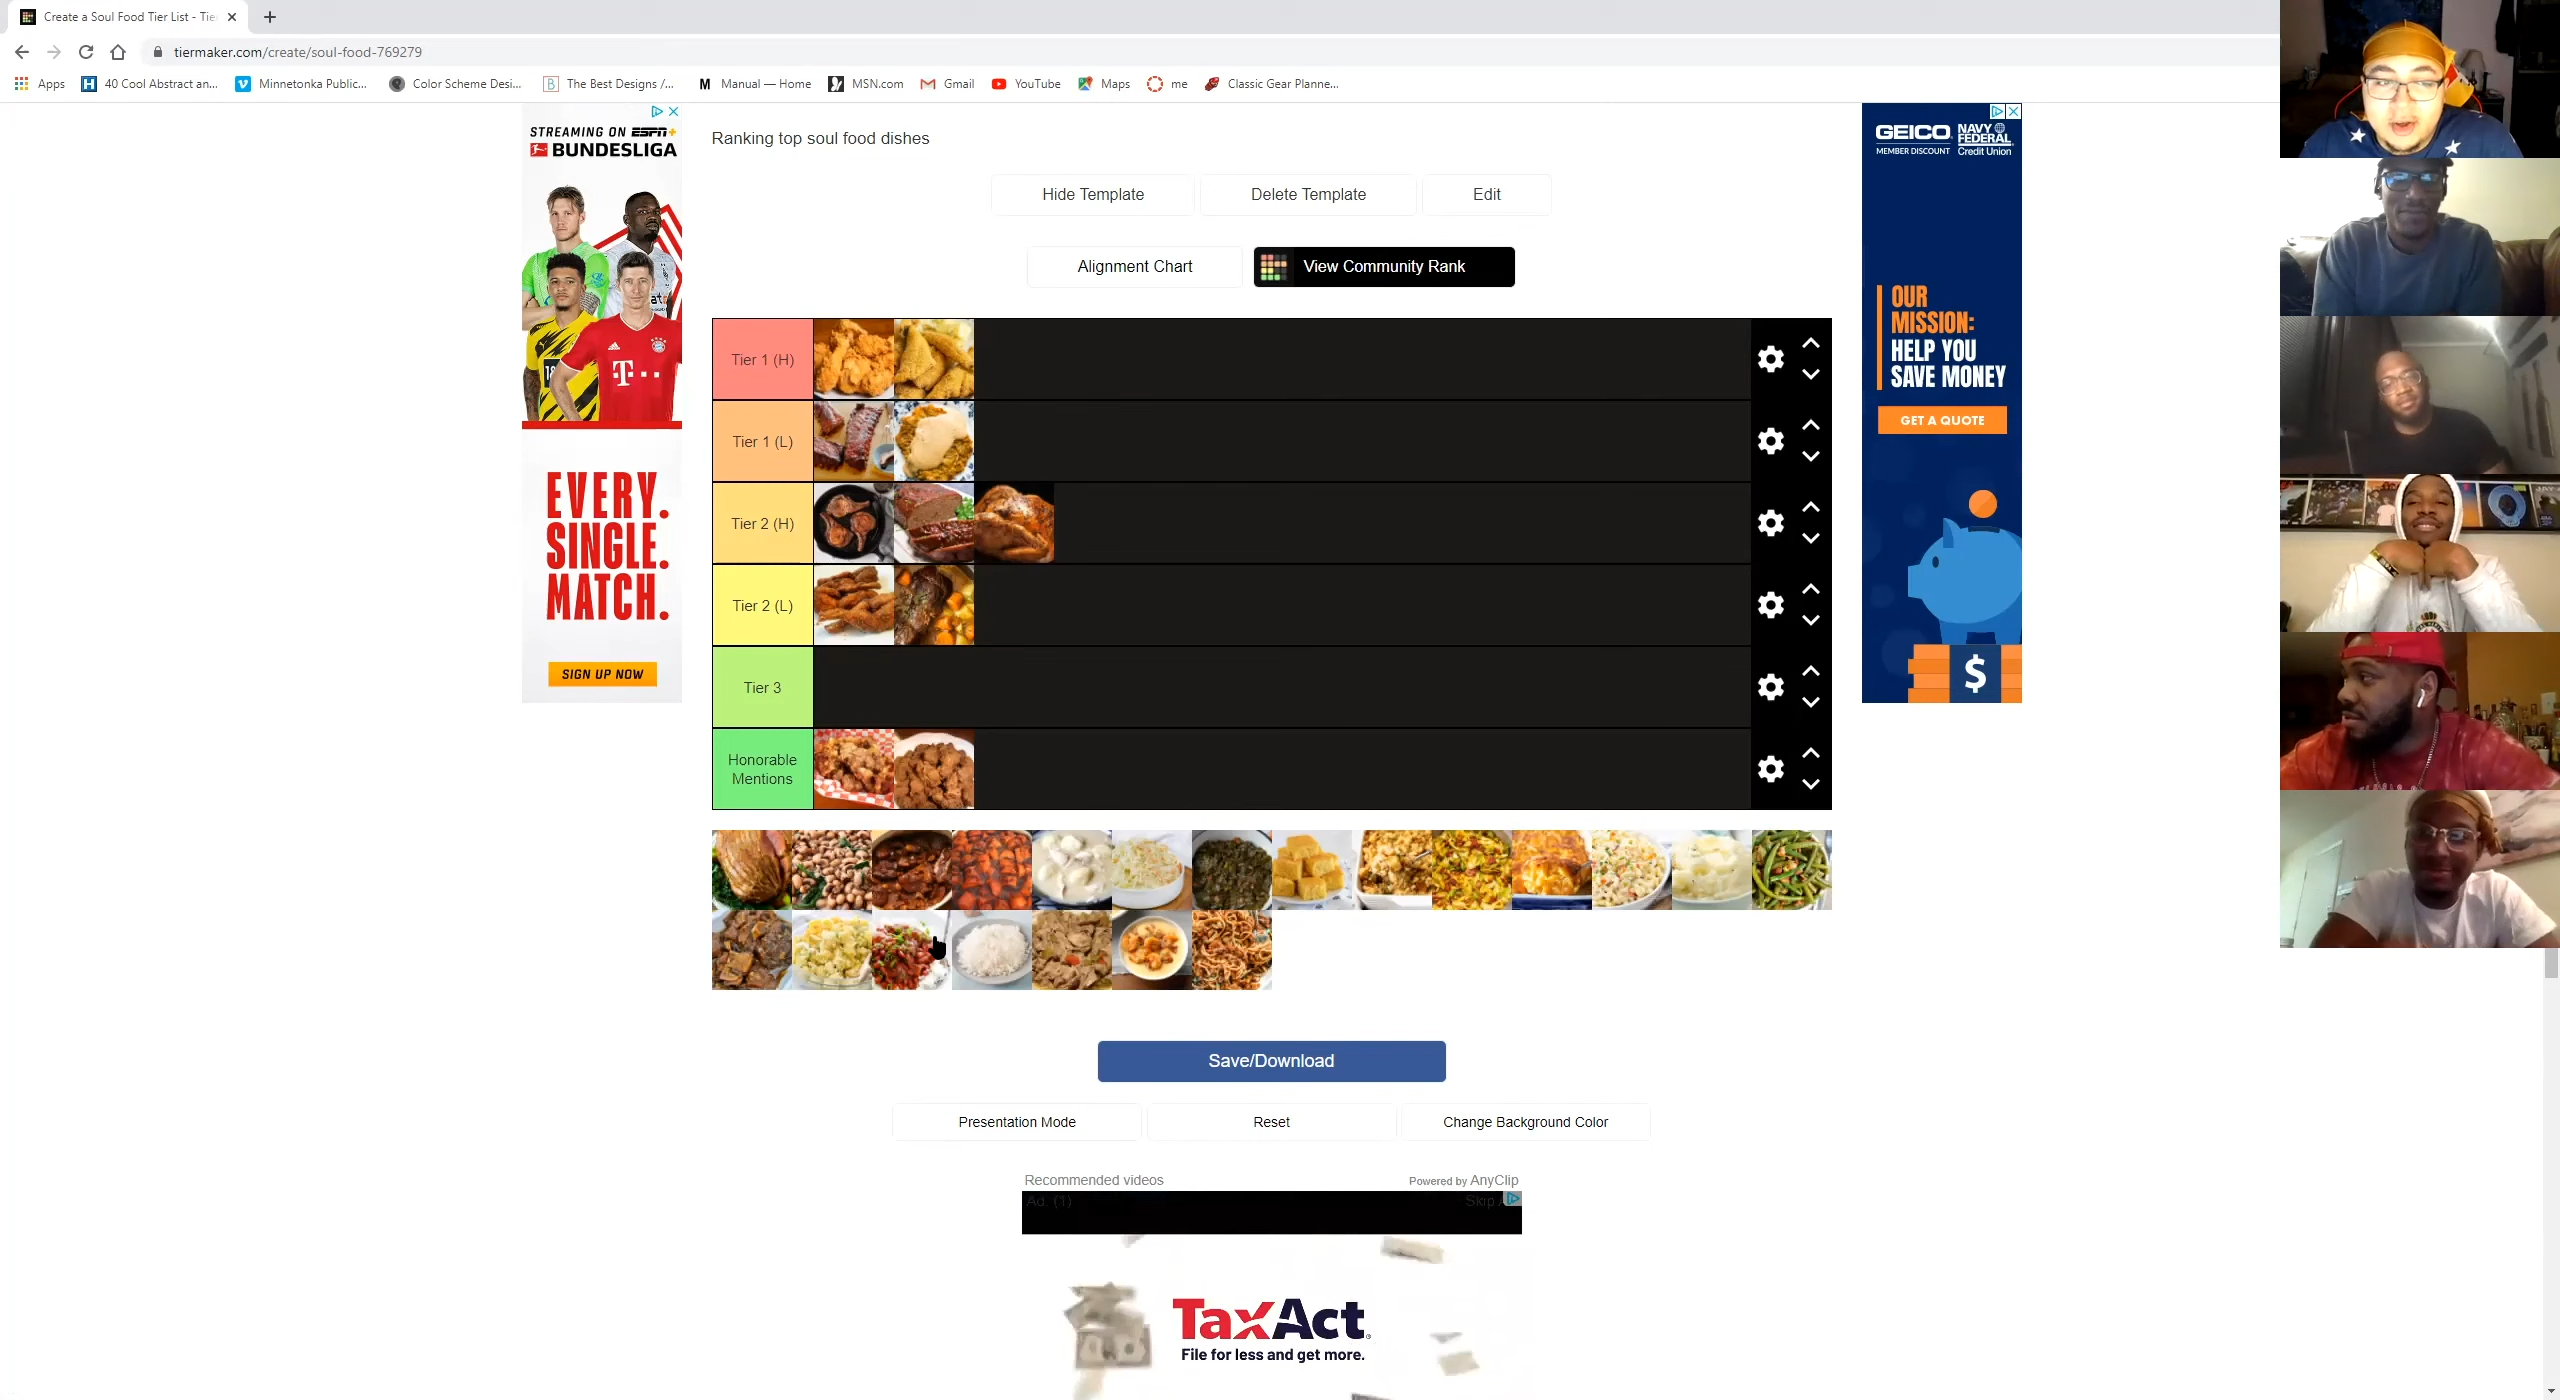 Create a Soul Food Tier List - Tie
tiermaker.com/create/soul-food-769279
Apps
40 Cool Abstract an...
Minnetonka Public...
Color Scheme Desi...
The Best Designs /...
Manual — Home
MSN.com
Gmail
YouTube
Maps
me
Classic Gear Planne...
STREAMING ON ESPN+
BUNDESLIGA
T • •
EVERY.
SINGLE.
MATCH.
SIGN UP NOW
Ranking top soul food dishes
Hide Template
Delete Template
Edit
Alignment Chart
View Community Rank
Tier 1 (H)
Tier 1 (L)
Tier 2 (H)
Tier 2 (L)
Tier 3
Honorable
Mentions
GEICO
MEMBER DISCOUNT
NAVY
FEDERAL
Credit Union
OUR
MISSION:
HELP YOU
SAVE MONEY
GET A QUOTE
$
Save/Download
Presentation Mode
Reset
Change Background Color
Recommended videos
Powered by AnyClip
Ad: (1)
Skip
TaxAct
File for less and get more.